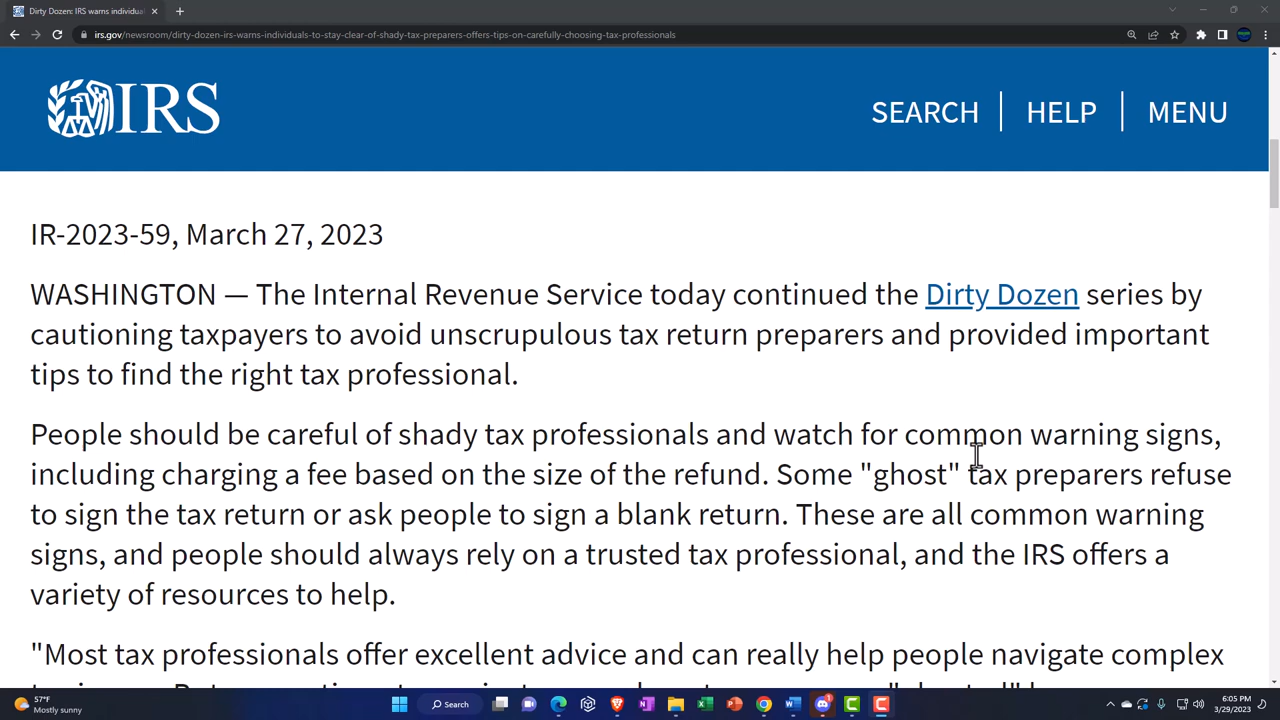 Dirty Dozen: IRS warns individual
irs.gov/newsroom/dirty-dozen-irs-warns-individuals-to-stay-clear-of-shady-tax-preparers-offers-tips-on-carefully-choosing-tax-professionals
IRS
SEARCH HELP MENU
IR-2023-59, March 27, 2023
WASHINGTON — The Internal Revenue Service today continued the Dirty Dozen series by
cautioning taxpayers to avoid unscrupulous tax return preparers and provided important
tips to find the right tax professional.
People should be careful of shady tax professionals and watch for common warning signs,
including charging a fee based on the size of the refund. Some "ghost" tax preparers refuse
to sign the tax return or ask people to sign a blank return. These are all common warning
signs, and people should always rely on a trusted tax professional, and the IRS offers a
variety of resources to help.
"Most tax professionals offer excellent advice and can really help people navigate complex
57°F
Mostly sunny
Search
6:05 PM
3/29/2023